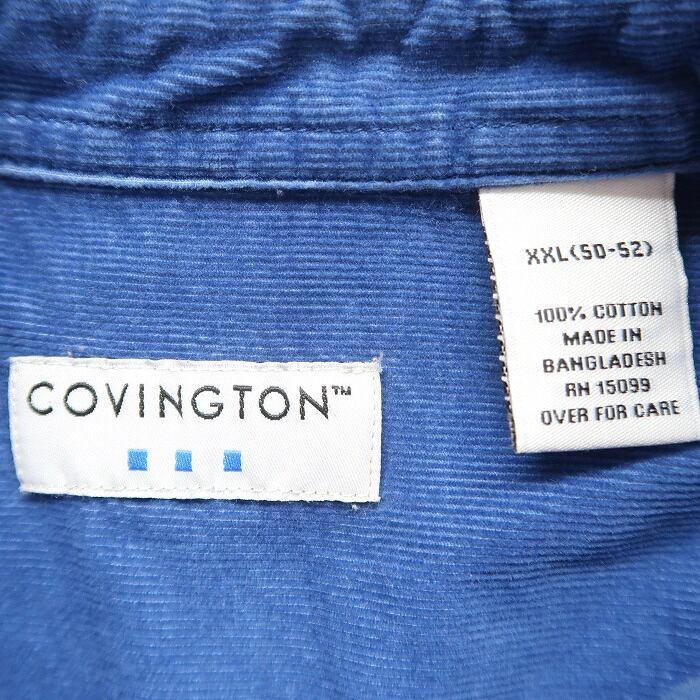 COVINGTON™
XXL(50-52)
100% COTTON
MADE IN
BANGLADESH
RN 15099
OVER FOR CARE